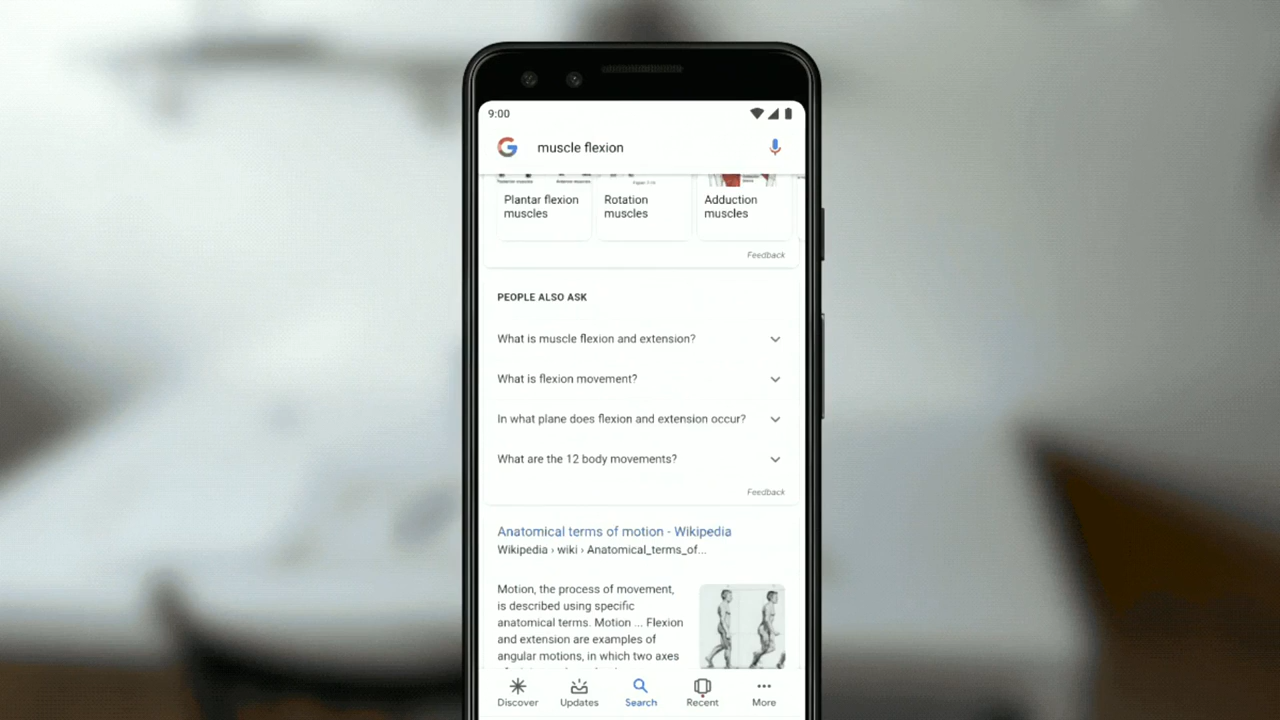 9:00
muscle flexion
Plantar flexion
muscles
Rotation
muscles
Adduction
muscles
Feedback
PEOPLE ALSO ASK
What is muscle flexion and extension?
What is flexion movement?
In what plane does flexion and extension occur?
What are the 12 body movements?
Feedback
Anatomical terms of motion - Wikipedia
Wikipedia › wiki › Anatomical_terms_of...
Motion, the process of movement,
is described using specific
anatomical terms. Motion ... Flexion
and extension are examples of
angular motions, in which two axes
Discover
Updates
Search
Recent
More